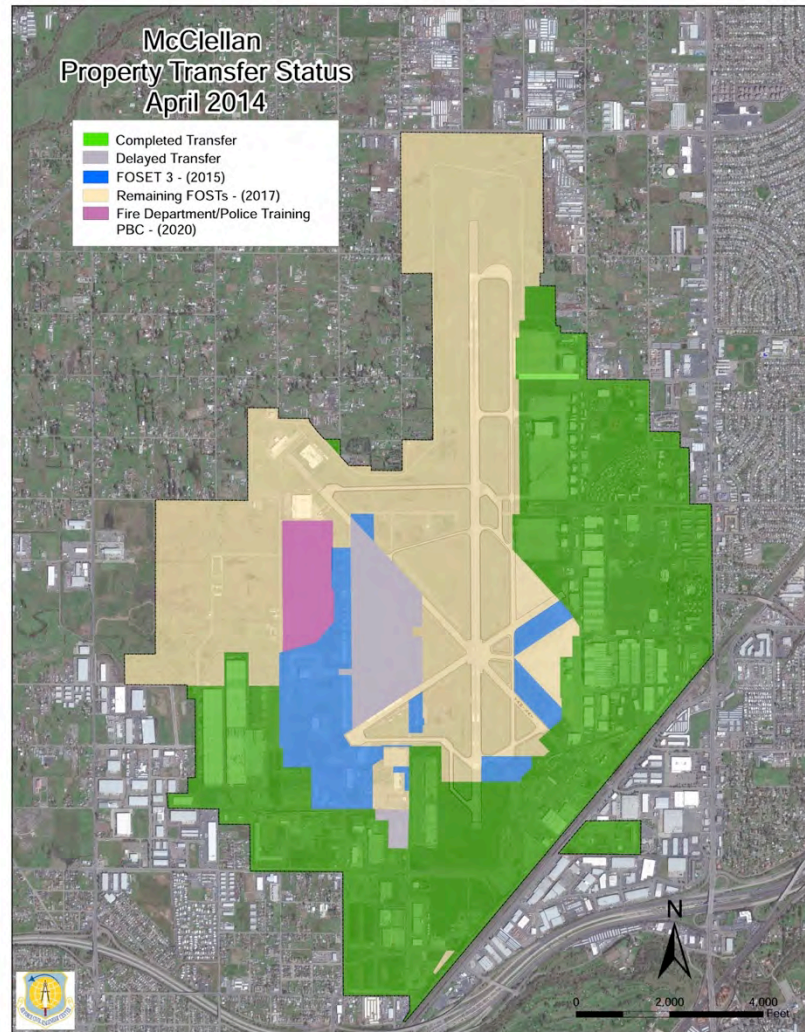 McClellan
Property Transfer Status
April 2014
Completed Transfer
Delayed Transfer
FOSET 3 - (2015)
Remaining FOSTs - (2017)
Fire Department/Police Training
PBC - (2020)
N
0 2,000 4,000
Feet